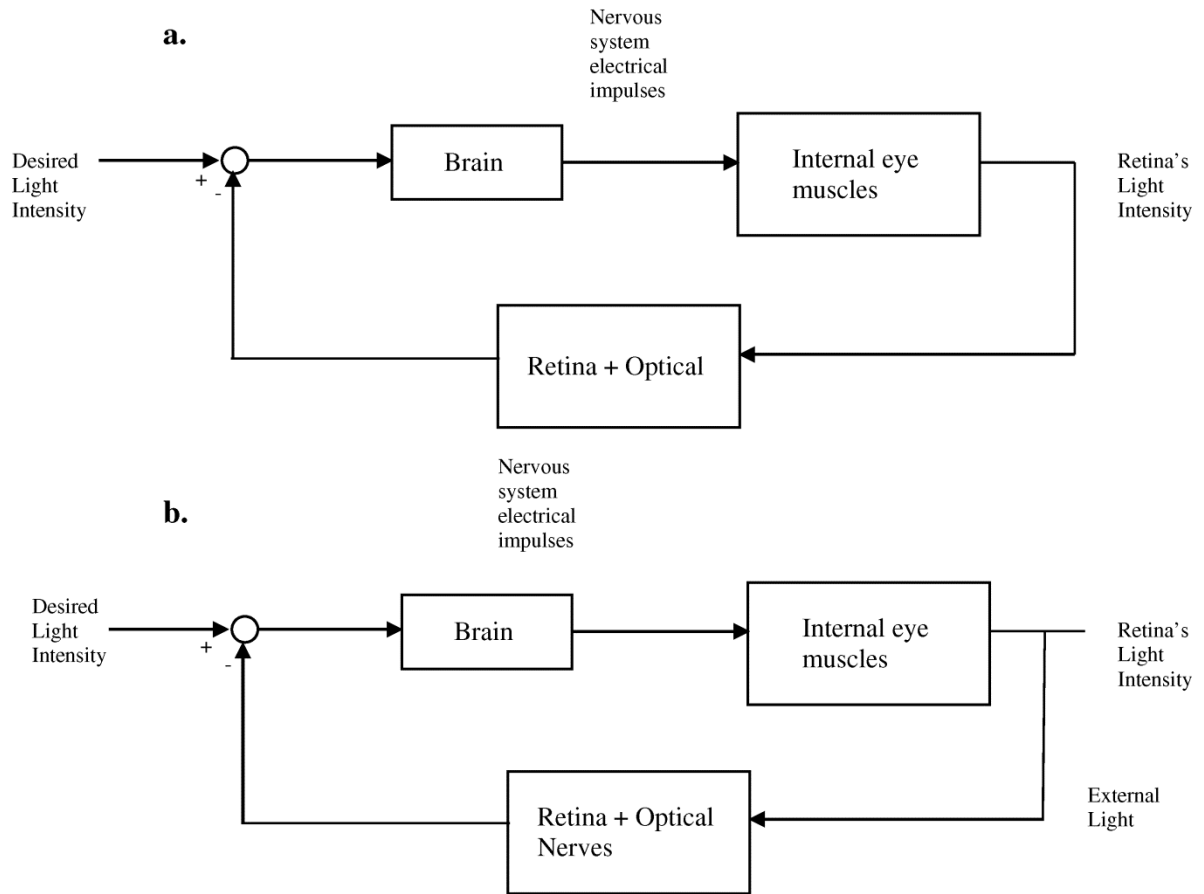 a.
Nervous
system
electrical
impulses
Desired
Light
Intensity
+
-
Brain
Internal eye
muscles
Retina's
Light
Intensity
Retina + Optical
Nervous
system
electrical
impulses
b.
Desired
Light
Intensity
+
-
Brain
Internal eye
muscles
Retina's
Light
Intensity
Retina + Optical
Nerves
External
Light